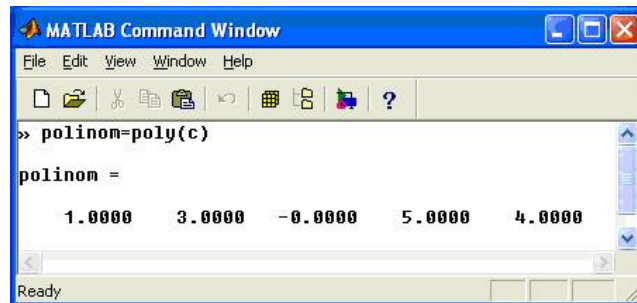 MATLAB Command Window
File Edit View Window Help
?
» polinom=poly(c)
polinom =
1.0000 3.0000 -0.0000 5.0000 4.0000
Ready